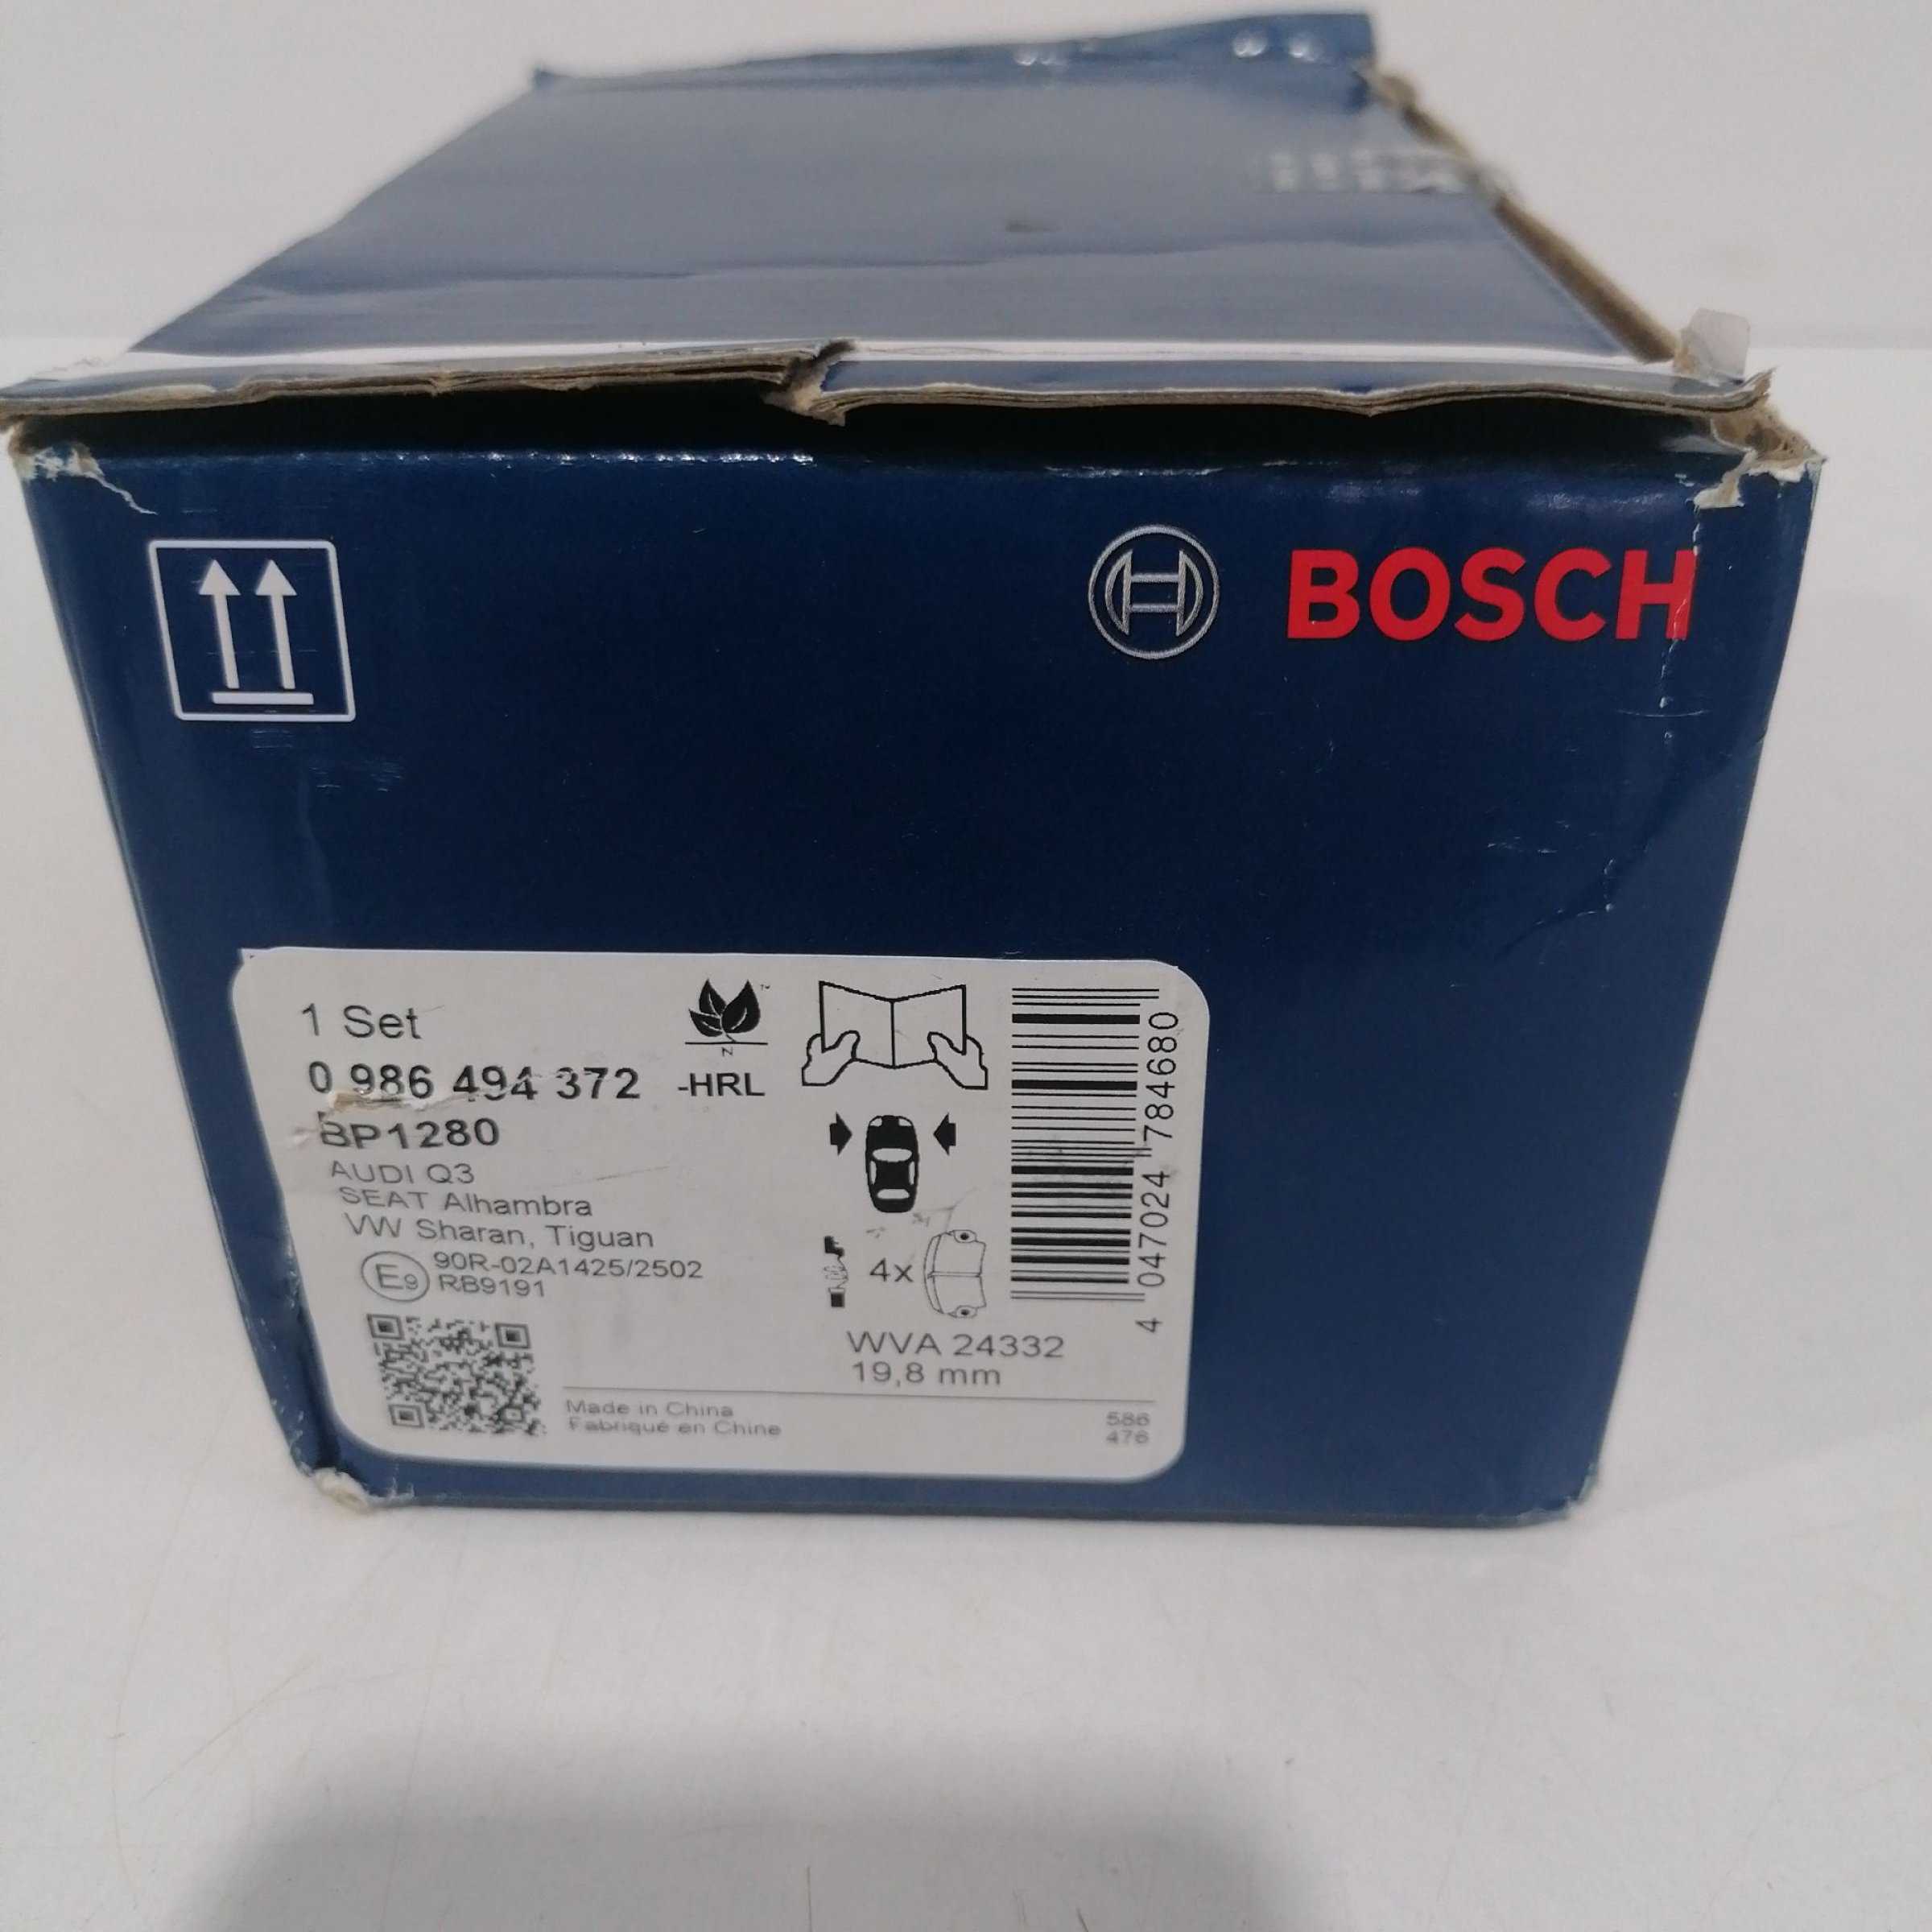 BOSCH
1 Set
0 986 494 372 -HRL
BP1280
AUDI Q3
SEAT Alhambra
VW Sharan, Tiguan
E9 90R-02A1425/2502
RB9191
N
4x
WVA 24332
19,8 mm
4 047024 784680
Made in China
Fabriqué en Chine
586
476